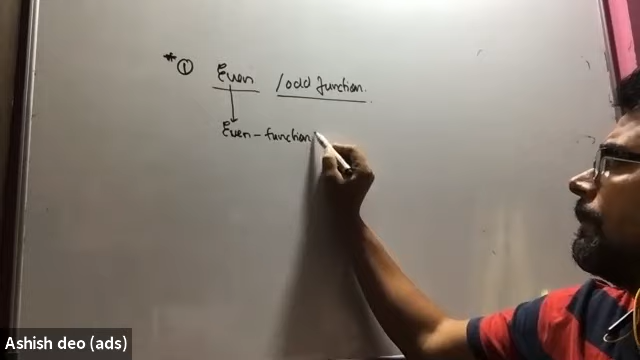 * ① Even / odd function.
Even - function
Ashish deo (ads)